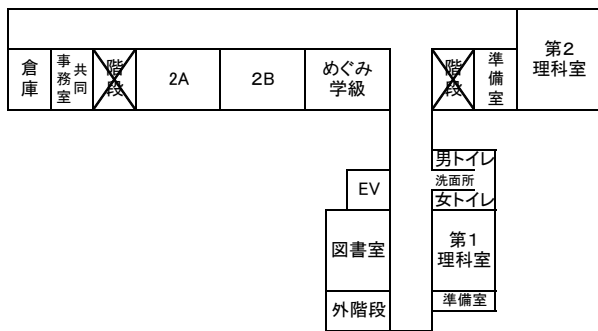 倉庫
共同事務室
階段
2A
2B
めぐみ
学級
階段
準備室
第2
理科室
男トイレ
洗面所
女トイレ
EV
図書室
第1
理科室
外階段
準備室